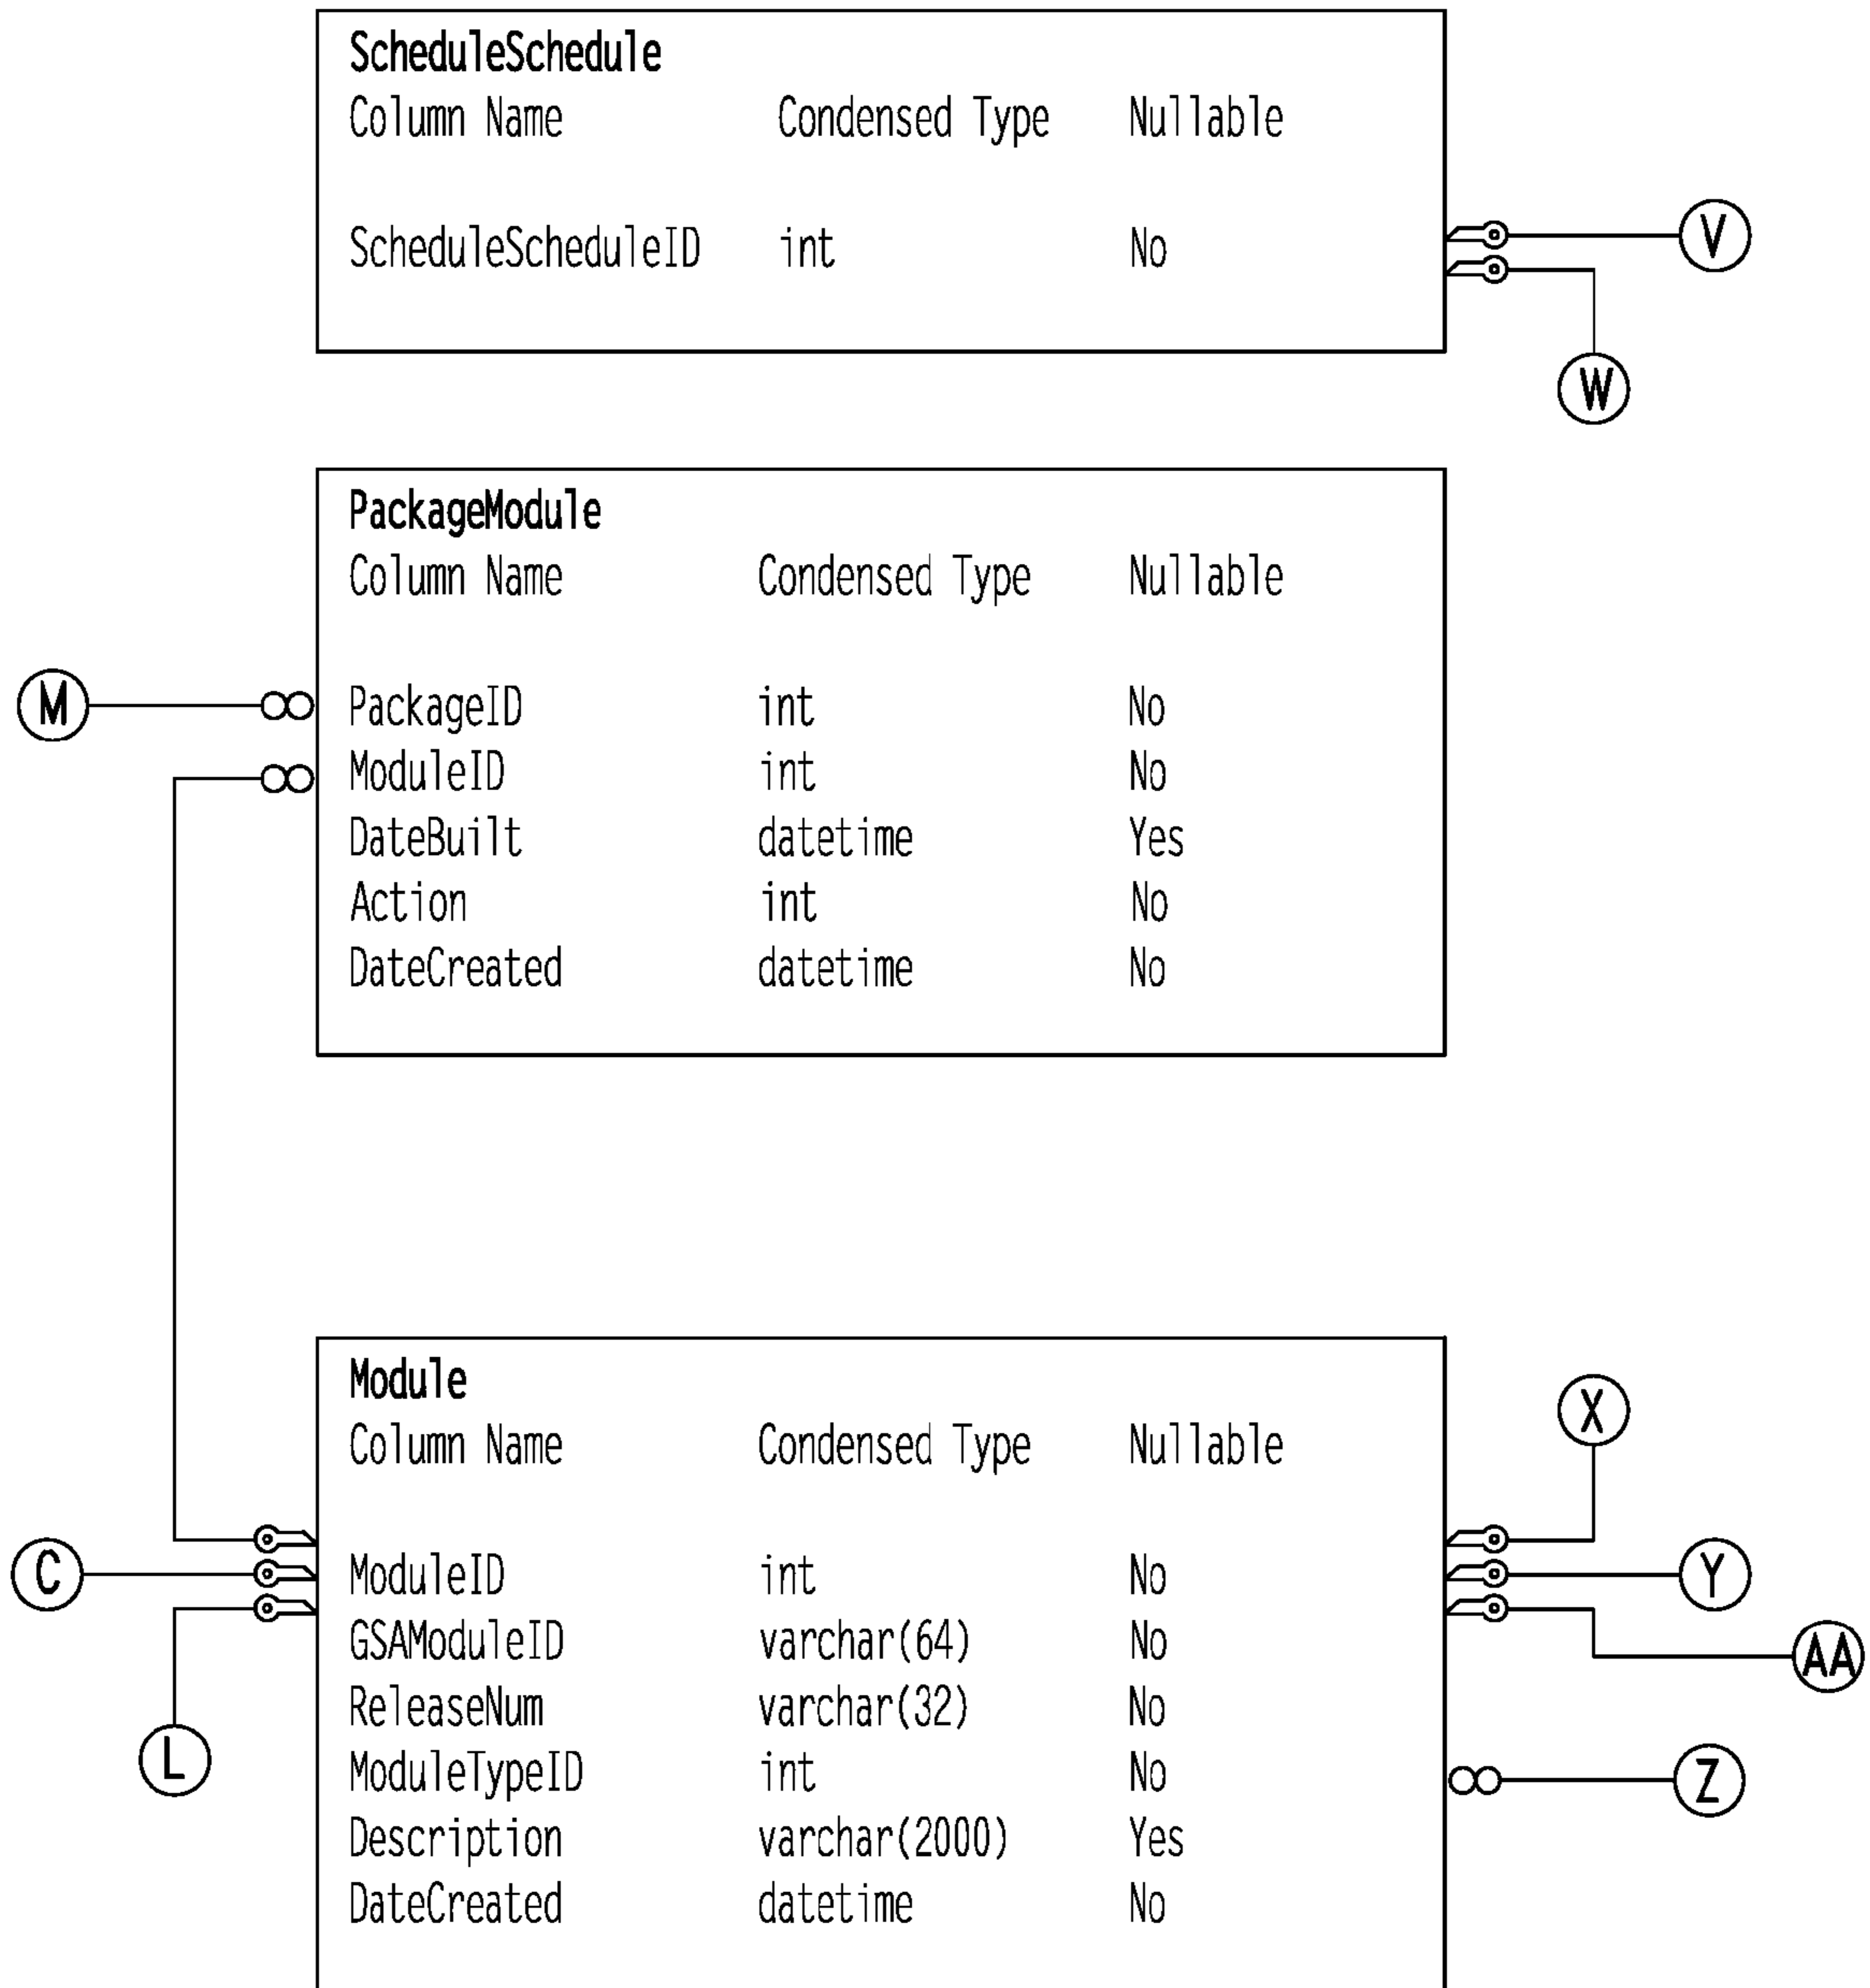 ScheduleSchedule
Column Name Condensed Type Nullable
ScheduleScheduleID int No
V
W
PackageModule
Column Name Condensed Type Nullable
M
PackageID int No
ModuleID int No
DateBuilt datetime Yes
Action int No
DateCreated datetime No
Module
X
Column Name Condensed Type Nullable
C
ModuleID int No
Y
GSAModuleID varchar(64) No
AA
ReleaseNum varchar(32) No
L
ModuleTypeID int No
Z
Description varchar(2000) Yes
DateCreated datetime No